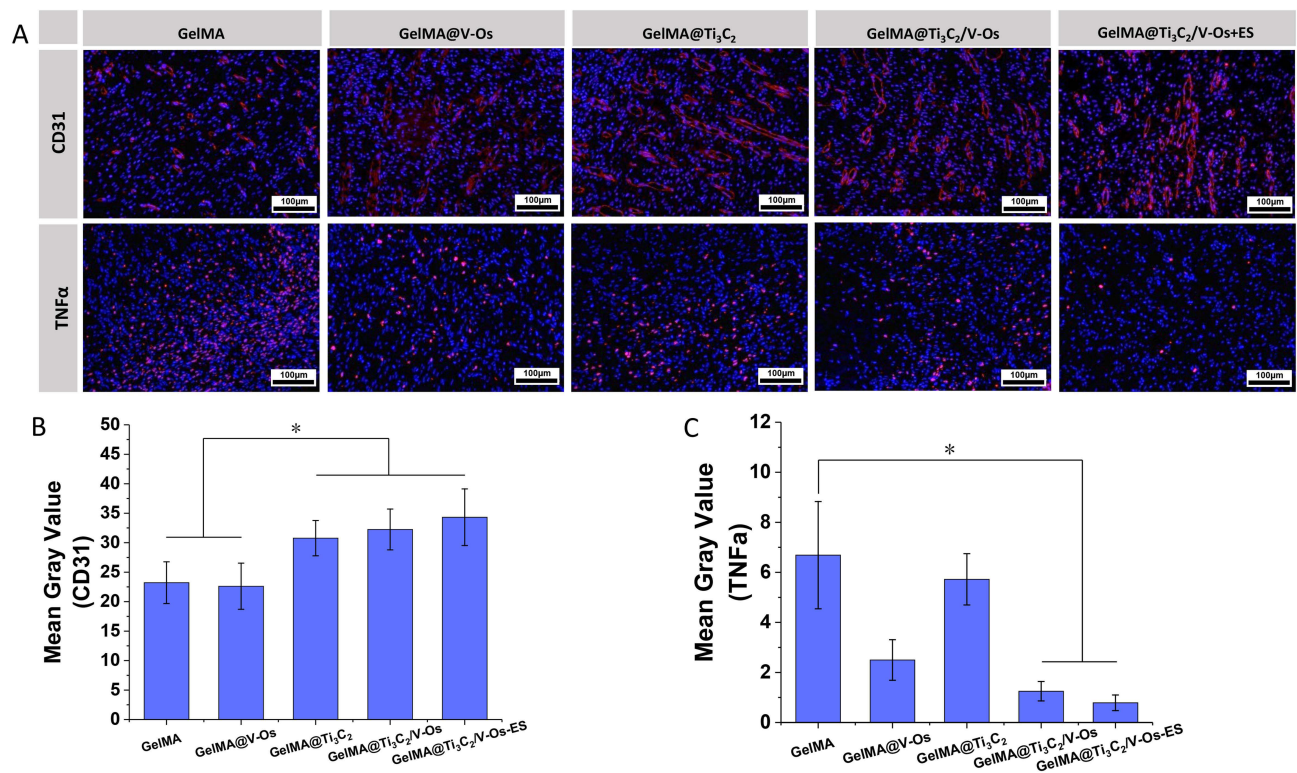 A
GelMA
GelMA@V-Os
GelMA@Ti₃C₂
GelMA@Ti₃C₂/V-Os
GelMA@Ti₃C₂/V-Os+ES
CD31
100μm
100μm
100μm
100μm
100μm
TNFα
100μm
100μm
100μm
100μm
100μm
B
Mean Gray Value
(CD31)
50
45
40
35
30
25
20
15
10
5
0
*
GelMA
GelMA@V-Os
GelMA@Ti₃C₂
GelMA@Ti₃C₂/V-Os
GelMA@Ti₃C₂/V-Os-ES
C
Mean Gray Value
(TNFa)
12
10
8
6
4
2
0
*
GelMA
GelMA@V-Os
GelMA@Ti₃C₂
GelMA@Ti₃C₂/V-Os
GelMA@Ti₃C₂/V-Os-ES